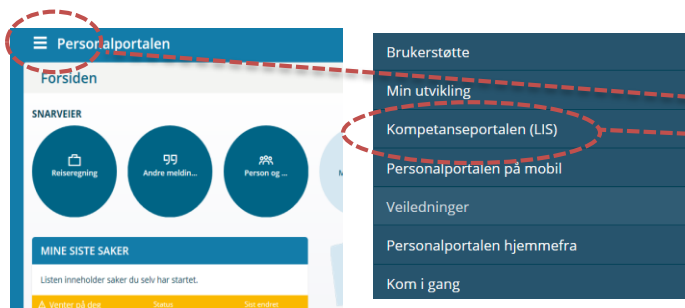 Personalportalen
Forsiden
SNARVEIER
Reiseregning
Andre meldin...
Person og ...
MINE SISTE SAKER
Listen inneholder saker du selv har startet.
Venter på deg
Status
Sist endret
Brukerstøtte
Min utvikling
Kompetanseportalen (LIS)
Personalportalen på mobil
Veiledninger
Personalportalen hjemmefra
Kom i gang